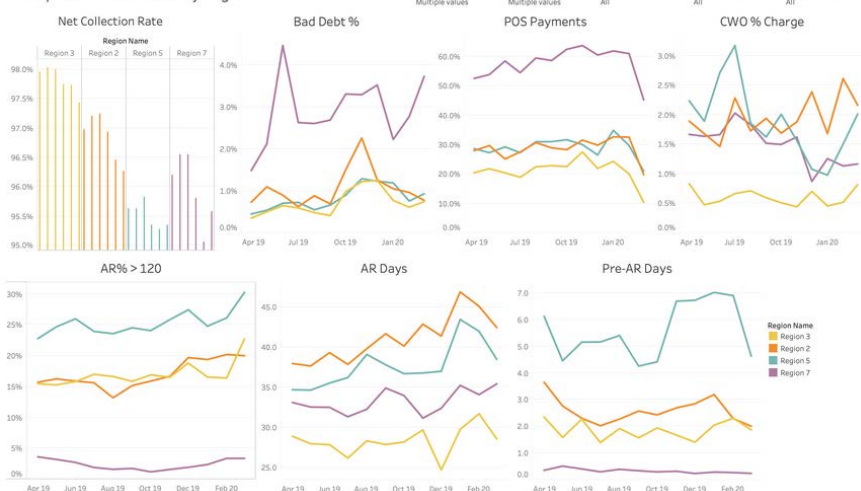 Multiple values Multiple values All All All
Net Collection Rate
Region Name
Region 3 Region 2 Region 5 Region 7
98.0%
97.5%
97.0%
96.5%
96.0%
95.5%
95.0%
Bad Debt %
4.0%
3.0%
2.0%
1.0%
0.0%
Apr 19 Jul 19 Oct 19 Jan 20
POS Payments
60.0%
50.0%
40.0%
30.0%
20.0%
10.0%
0.0%
Apr 19 Jul 19 Oct 19 Jan 20
CWO % Charge
3.0%
2.5%
2.0%
1.5%
1.0%
0.5%
0.0%
Apr 19 Jul 19 Oct 19 Jan 20
AR% > 120
30%
25%
20%
15%
10%
5%
0%
Apr 19 Jun 19 Aug 19 Oct 19 Dec 19 Feb 20
AR Days
45.0
40.0
35.0
30.0
25.0
Apr 19 Jun 19 Aug 19 Oct 19 Dec 19 Feb 20
Pre-AR Days
7.0
6.0
5.0
4.0
3.0
2.0
1.0
0.0
Apr 19 Jun 19 Aug 19 Oct 19 Dec 19 Feb 20
Region Name
Region 3
Region 2
Region 5
Region 7